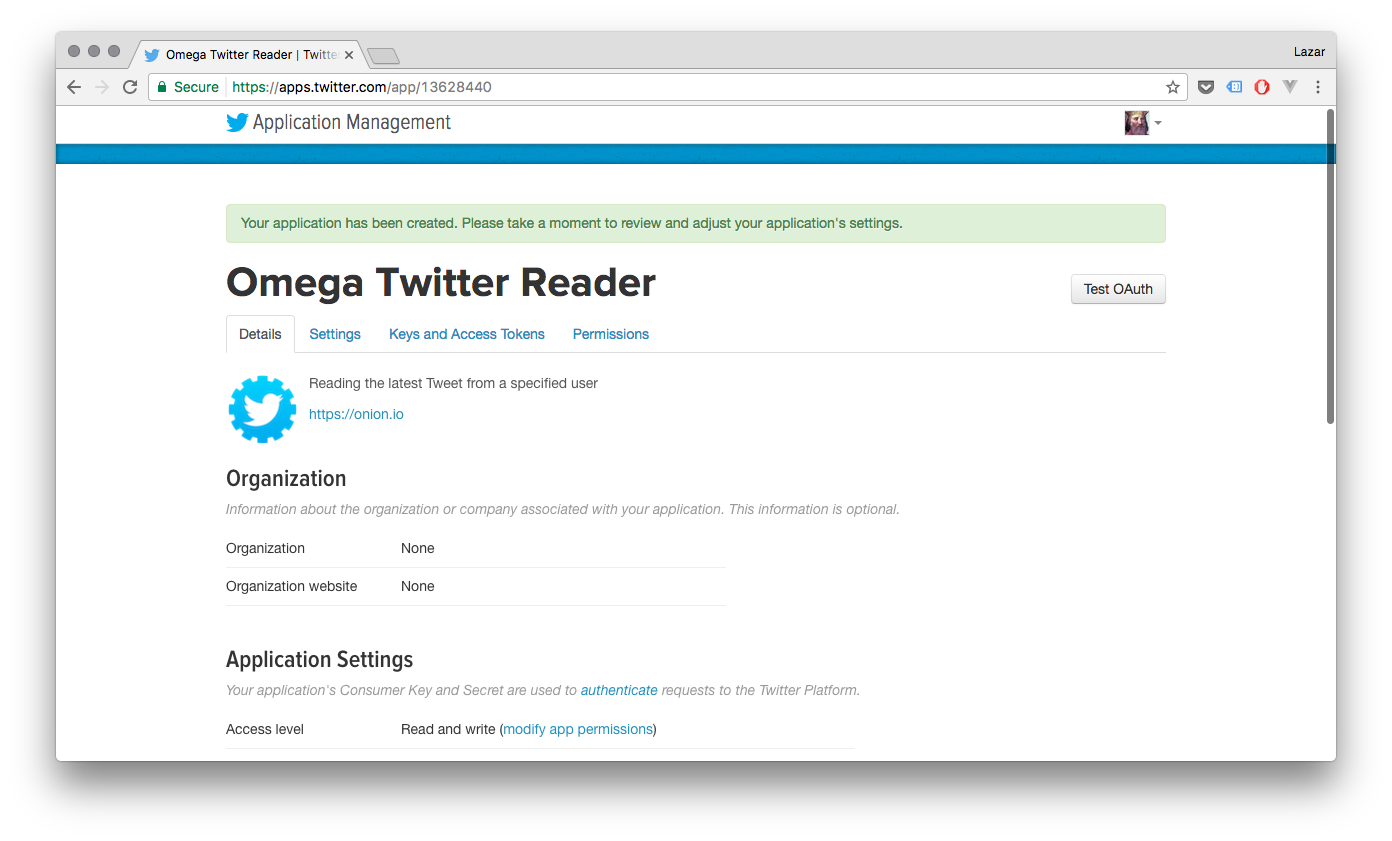 Omega Twitter Reader | Twitte
Lazar
Secure https://apps.twitter.com/app/13628440
Application Management
Your application has been created. Please take a moment to review and adjust your application's settings.
Omega Twitter Reader
Test OAuth
Details Settings Keys and Access Tokens Permissions
Reading the latest Tweet from a specified user
https://onion.io
Organization
Information about the organization or company associated with your application. This information is optional.
Organization None
Organization website None
Application Settings
Your application's Consumer Key and Secret are used to authenticate requests to the Twitter Platform.
Access level Read and write (modify app permissions)